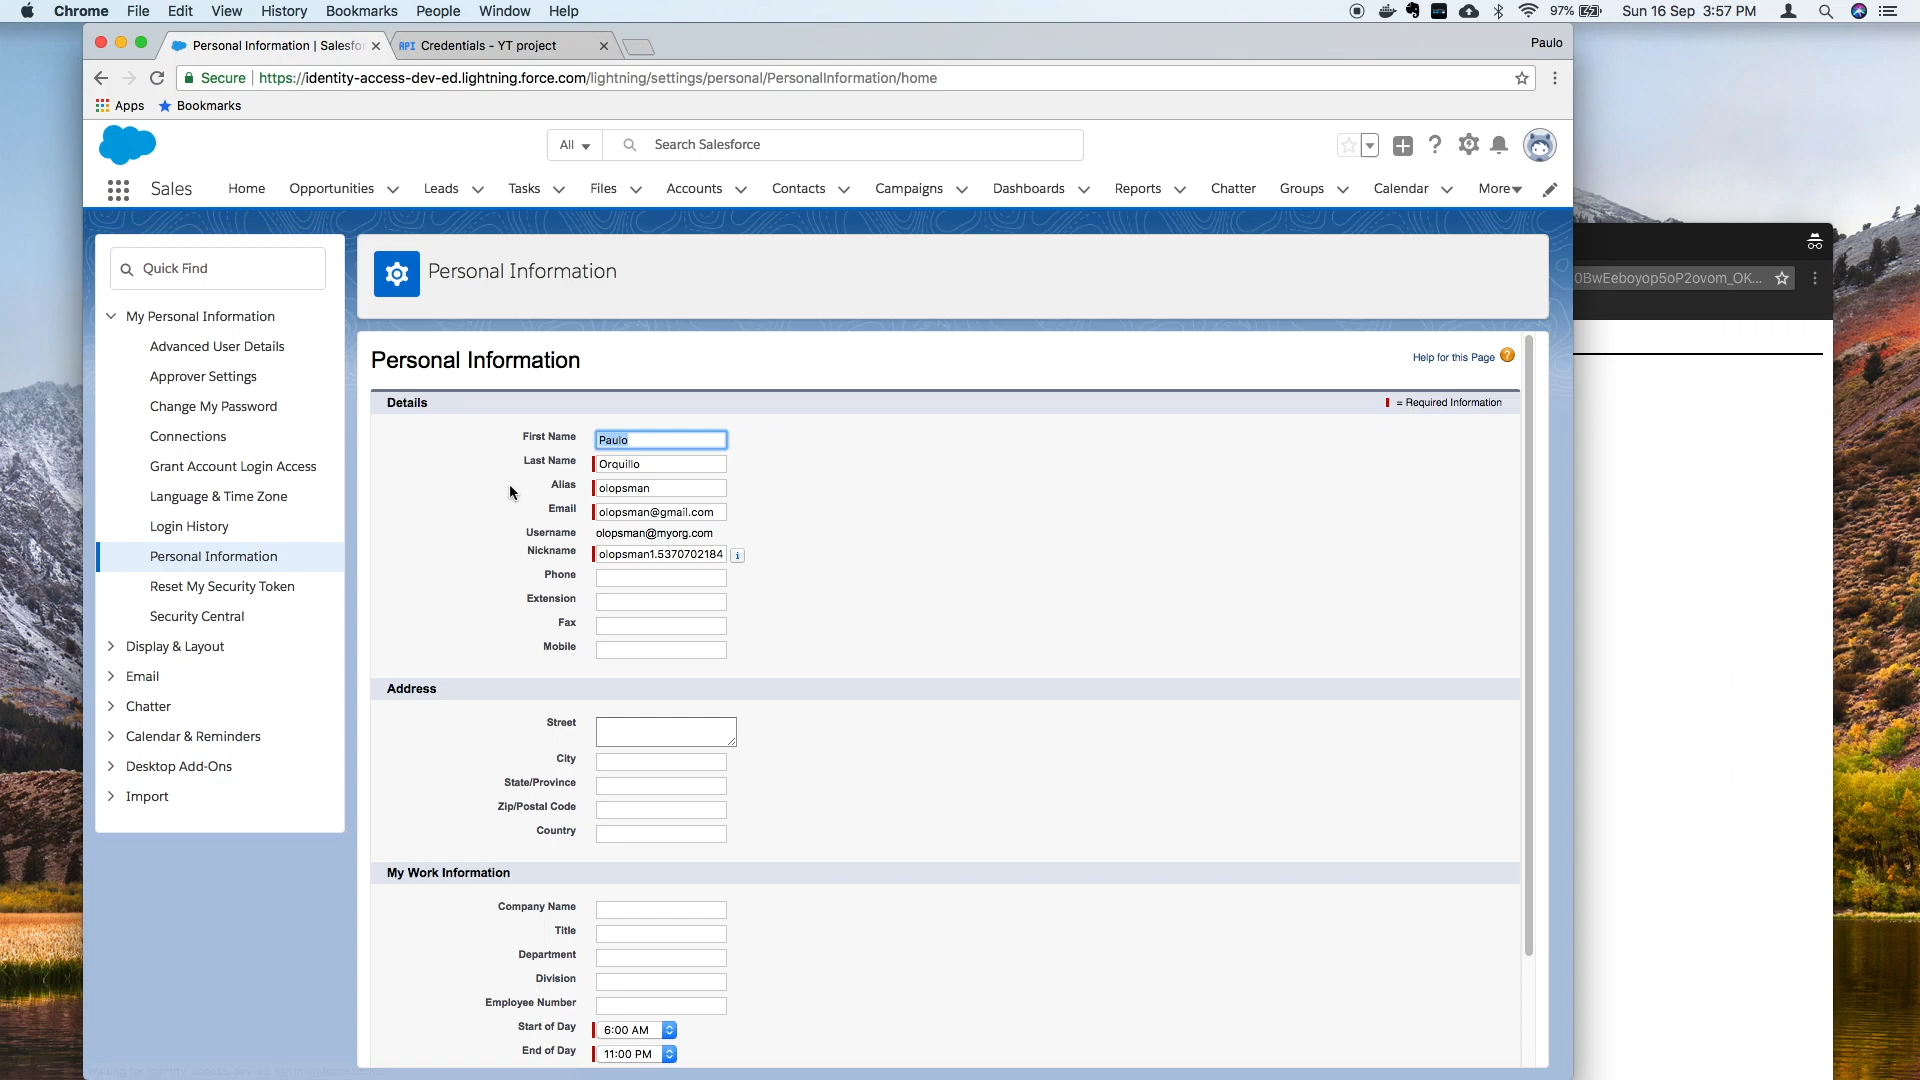 Chrome File Edit View History Bookmarks People Window Help 97% Sun 16 Sep 3:57 PM
Personal Information | Salesfor API Credentials - YT project Paulo
Secure https://identity-access-dev-ed.lightning.force.com/lightning/settings/personal/PersonalInformation/home
Apps Bookmarks
All Search Salesforce
Sales Home Opportunities Leads Tasks Files Accounts Contacts Campaigns Dashboards Reports Chatter Groups Calendar More
Quick Find
My Personal Information
Advanced User Details
Approver Settings
Change My Password
Connections
Grant Account Login Access
Language & Time Zone
Login History
Personal Information
Reset My Security Token
Security Central
Display & Layout
Email
Chatter
Calendar & Reminders
Desktop Add-Ons
Import
Personal Information
Personal Information
Help for this Page ?
Details
= Required Information
First Name Paulo
Last Name Orquillo
Alias olopsman
Email olopsman@gmail.com
Username olopsman@myorg.com
Nickname olopsman1.5370702184 i
Phone
Extension
Fax
Mobile
Address
Street
City
State/Province
Zip/Postal Code
Country
My Work Information
Company Name
Title
Department
Division
Employee Number
Start of Day 6:00 AM
End of Day 11:00 PM
0BwEeboyop5oP2ovom_OK...